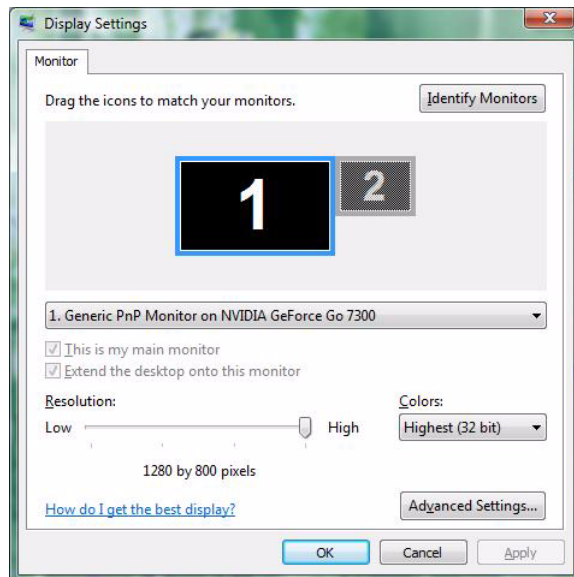 Display Settings
Monitor
Drag the icons to match your monitors.
Identify Monitors
1
2
1. Generic PnP Monitor on NVIDIA GeForce Go 7300
This is my main monitor
Extend the desktop onto this monitor
Resolution:
Colors:
Low
High
Highest (32 bit)
1280 by 800 pixels
How do I get the best display?
Advanced Settings...
OK
Cancel
Apply